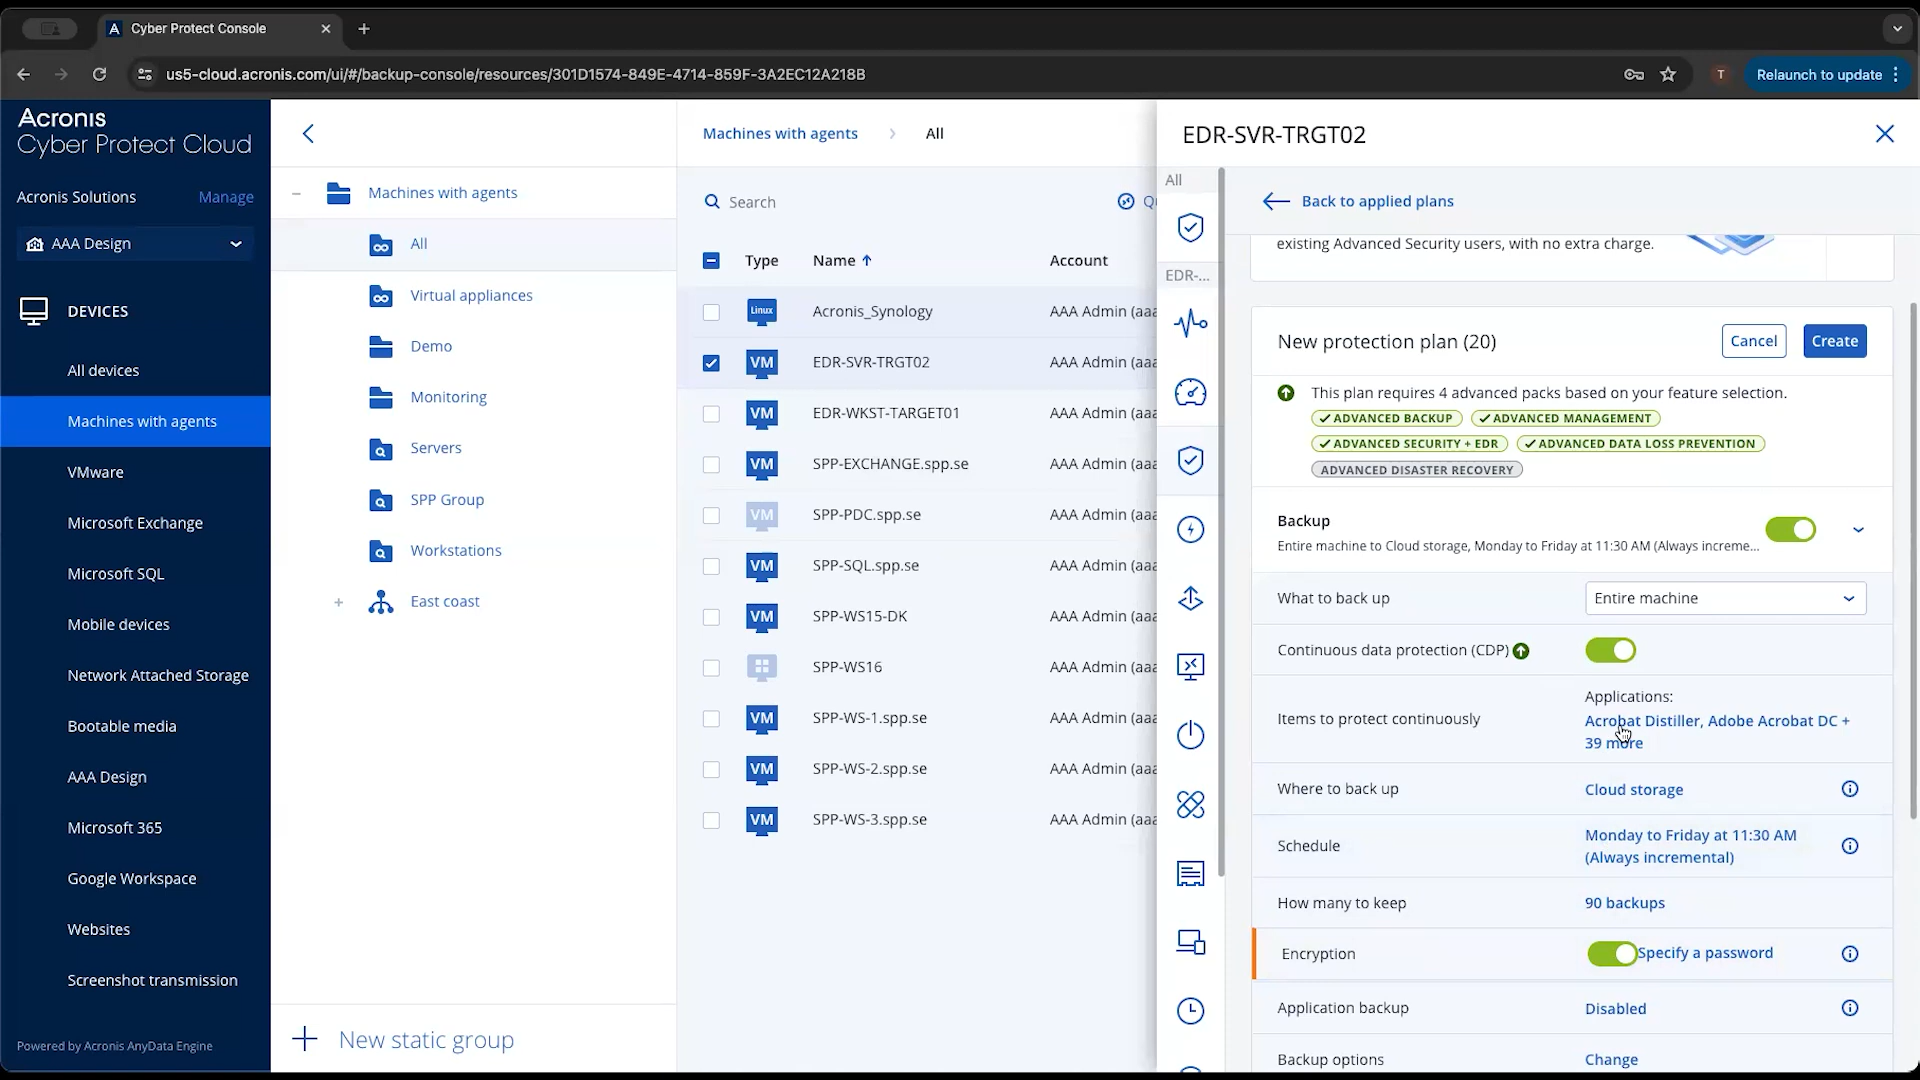 Cyber Protect Console
us5-cloud.acronis.com/ui/#/backup-console/resources/301D1574-849E-4714-859F-3A2EC12A218B
T
Relaunch to update
Acronis
Cyber Protect Cloud
Acronis Solutions
Manage
AAA Design
DEVICES
All devices
Machines with agents
VMware
Microsoft Exchange
Microsoft SQL
Mobile devices
Network Attached Storage
Bootable media
AAA Design
Microsoft 365
Google Workspace
Websites
Screenshot transmission
Powered by Acronis AnyData Engine
Machines with agents
All
Virtual appliances
Demo
Monitoring
Servers
SPP Group
Workstations
East coast
New static group
Machines with agents
All
Search
Type Name Account
Linux Acronis_Synology AAA Admin (aaa
VM EDR-SVR-TRGT02 AAA Admin (aaa
VM EDR-WKST-TARGET01 AAA Admin (aaa
VM SPP-EXCHANGE.spp.se AAA Admin (aaa
VM SPP-PDC.spp.se AAA Admin (aaa
VM SPP-SQL.spp.se AAA Admin (aaa
VM SPP-WS15-DK AAA Admin (aaa
SPP-WS16 AAA Admin (aaa
VM SPP-WS-1.spp.se AAA Admin (aaa
VM SPP-WS-2.spp.se AAA Admin (aaa
VM SPP-WS-3.spp.se AAA Admin (aaa
EDR-SVR-TRGT02
All
EDR-...
Back to applied plans
existing Advanced Security users, with no extra charge.
New protection plan (20)
Cancel
Create
This plan requires 4 advanced packs based on your feature selection.
ADVANCED BACKUP
ADVANCED MANAGEMENT
ADVANCED SECURITY + EDR
ADVANCED DATA LOSS PREVENTION
ADVANCED DISASTER RECOVERY
Backup
Entire machine to Cloud storage, Monday to Friday at 11:30 AM (Always increme...
What to back up
Entire machine
Continuous data protection (CDP)
Items to protect continuously
Applications:
Acrobat Distiller, Adobe Acrobat DC +
39 more
Where to back up
Cloud storage
Schedule
Monday to Friday at 11:30 AM
(Always incremental)
How many to keep
90 backups
Encryption
Specify a password
Application backup
Disabled
Backup options
Change